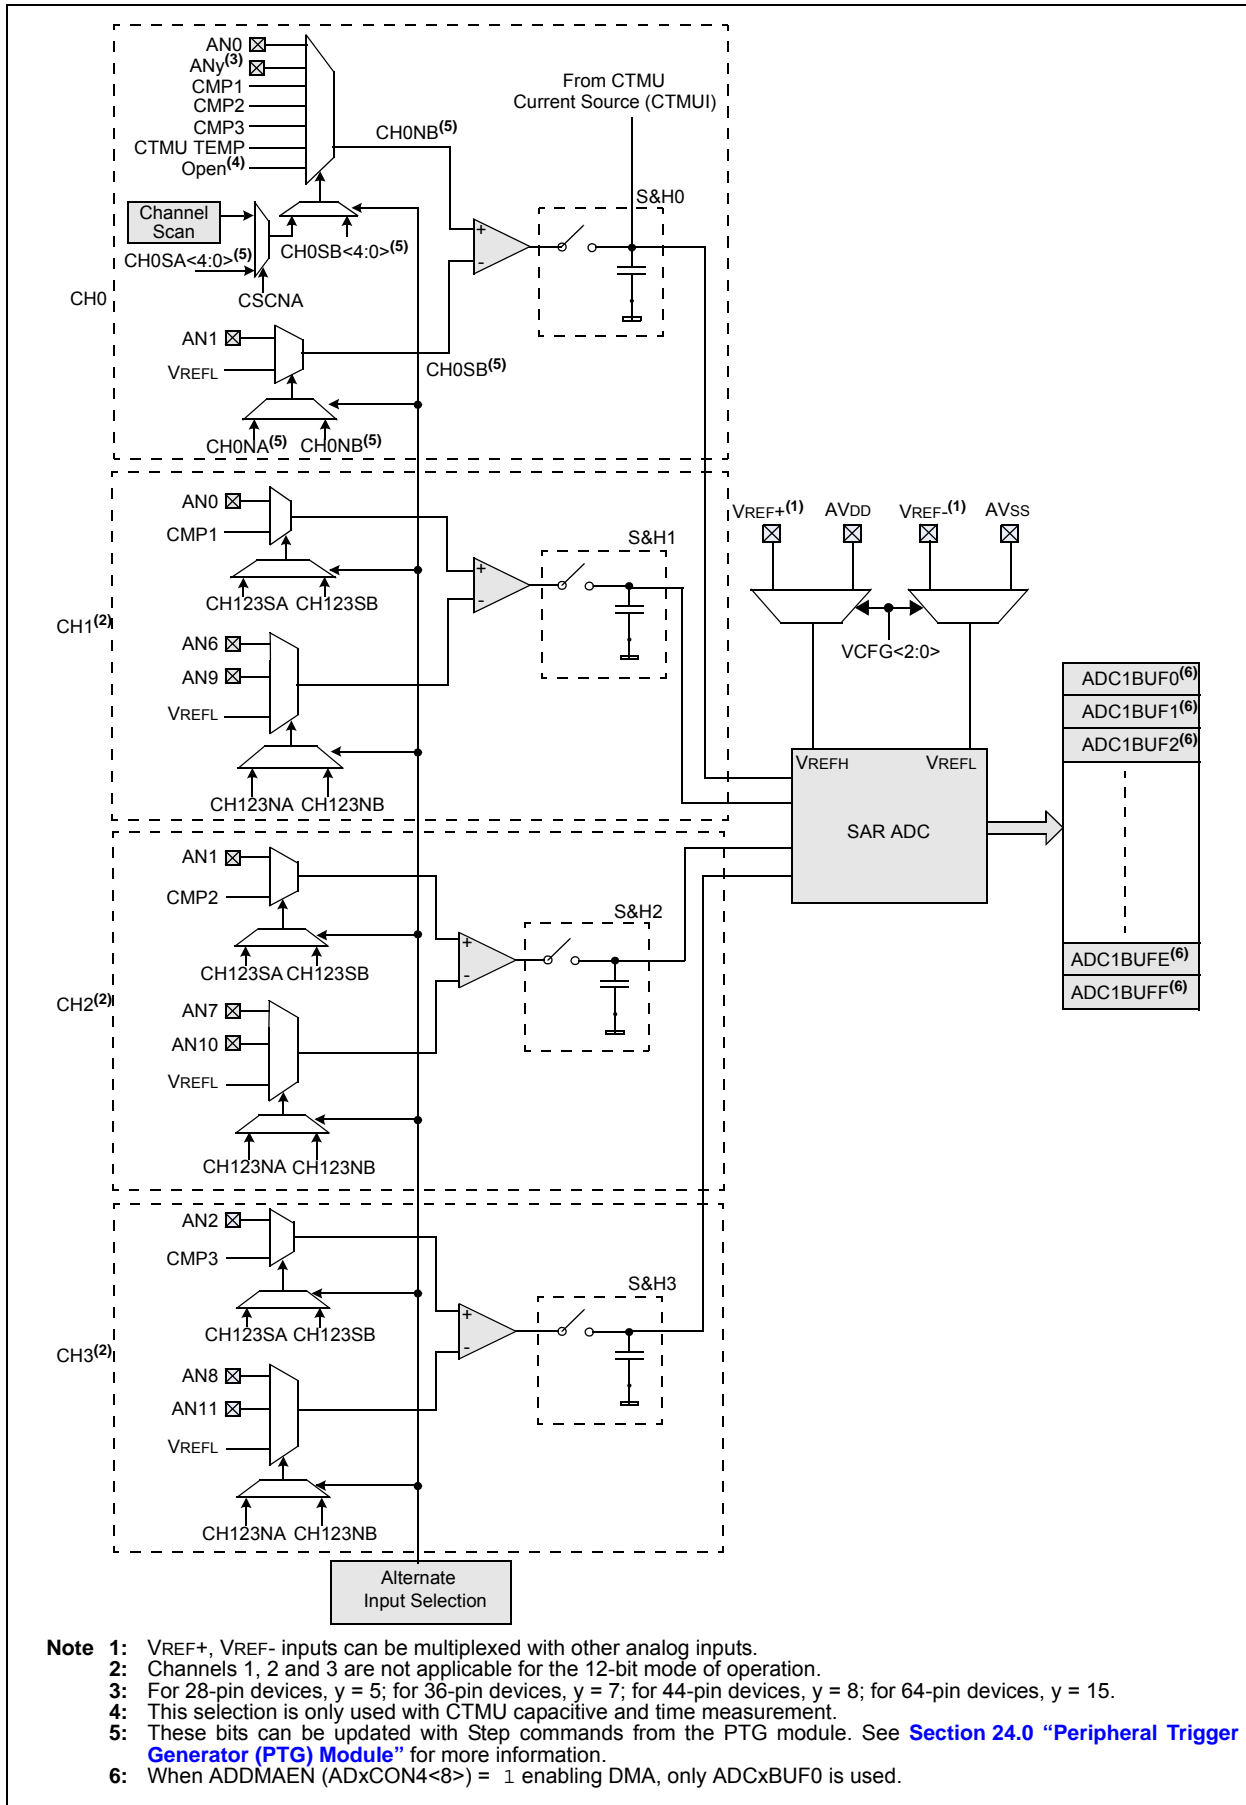 AN0
ANy(3)
CMP1
CMP2
CMP3
CTMU TEMP
Open(4)
CH0NB(5)
From CTMU
Current Source (CTMUI)
S&H0
+
-
Channel
Scan
CH0SA<4:0>(5)
CH0SB<4:0>(5)
CSCNA
CH0
AN1
VREFL
CH0SB(5)
CH0NA(5)
CH0NB(5)
AN0
CMP1
CH123SA
CH123SB
S&H1
+
-
CH1(2)
AN6
AN9
VREFL
CH123NA
CH123NB
VREF+(1)
AVDD
VREF-(1)
AVSS
VCFG<2:0>
VREFH
VREFL
SAR ADC
ADC1BUF0(6)
ADC1BUF1(6)
ADC1BUF2(6)
ADC1BUFE(6)
ADC1BUFF(6)
AN1
CMP2
CH123SA
CH123SB
S&H2
+
-
CH2(2)
AN7
AN10
VREFL
CH123NA
CH123NB
AN2
CMP3
CH123SA
CH123SB
S&H3
+
-
CH3(2)
AN8
AN11
VREFL
CH123NA
CH123NB
Alternate
Input Selection
Note 1: VREF+, VREF- inputs can be multiplexed with other analog inputs.
2: Channels 1, 2 and 3 are not applicable for the 12-bit mode of operation.
3: For 28-pin devices, y = 5; for 36-pin devices, y = 7; for 44-pin devices, y = 8; for 64-pin devices, y = 15.
4: This selection is only used with CTMU capacitive and time measurement.
5: These bits can be updated with Step commands from the PTG module. See Section 24.0 “Peripheral Trigger
Generator (PTG) Module” for more information.
6: When ADDMAEN (ADxCON4<8>) = 1 enabling DMA, only ADCxBUF0 is used.